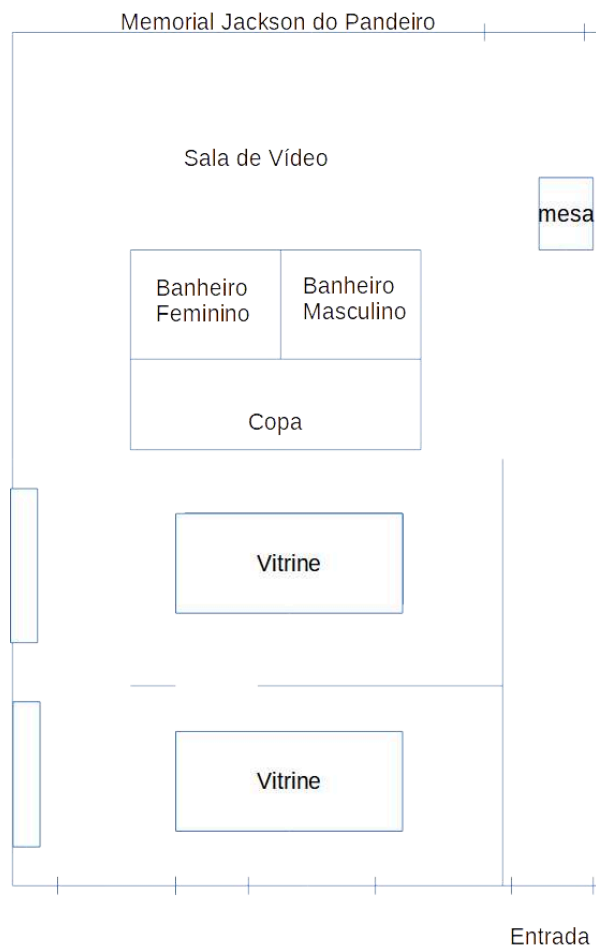 Memorial Jackson do Pandeiro
Sala de Vídeo
mesa
Banheiro
Feminino
Banheiro
Masculino
Copa
Vitrine
Vitrine
Entrada